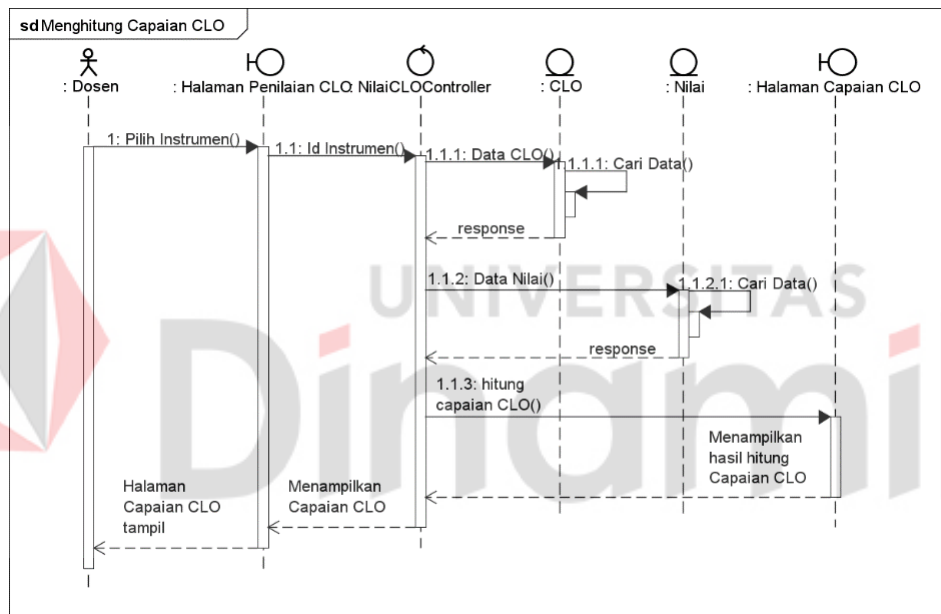 sd Menghitung Capaian CLO
: Dosen
: Halaman Penilaian CLO
: NilaiCLOController
: CLO
: Nilai
: Halaman Capaian CLO
1: Pilih Instrumen()
1.1: Id Instrumen()
1.1.1: Data CLO()
1.1.1.1: Cari Data()
response
1.1.2: Data Nilai()
1.1.2.1: Cari Data()
response
1.1.3: hitung
capaian CLO()
Menampilkan
hasil hitung
Capaian CLO
Menampilkan
Capaian CLO
Halaman
Capaian CLO
tampil
UNIVERSITAS
Dinami